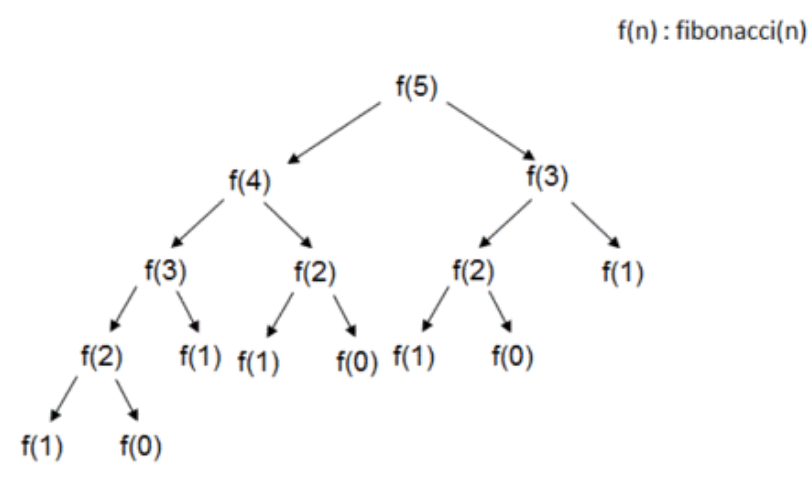 f(n) : fibonacci(n)
f(5)
f(4) f(3)
f(3) f(2) f(2) f(1)
f(2) f(1) f(1) f(0) f(1) f(0)
f(1) f(0)